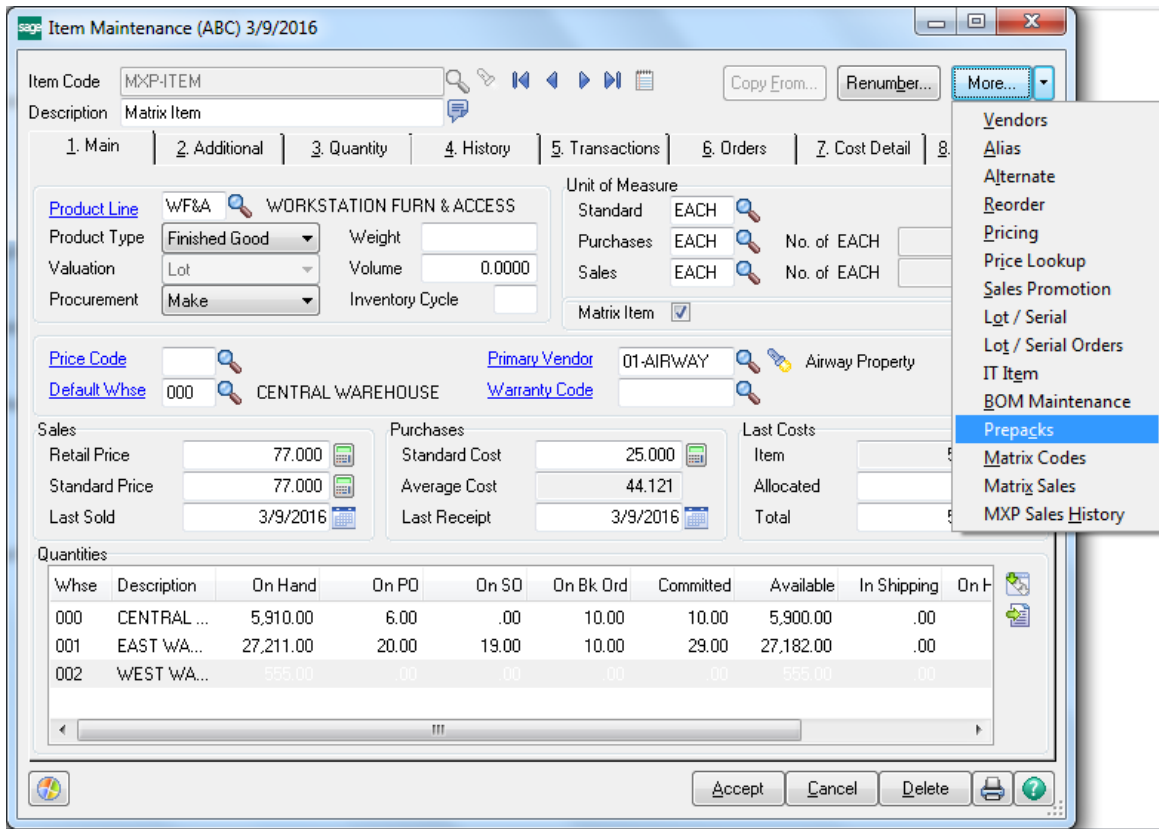 sage Item Maintenance (ABC) 3/9/2016
Item Code MXP-ITEM Copy From... Renumber... More...
Description Matrix Item
1. Main 2. Additional 3. Quantity 4. History 5. Transactions 6. Orders 7. Cost Detail 8.
Product Line WF&A WORKSTATION FURN & ACCESS
Product Type Finished Good Weight
Valuation Lot Volume 0.0000
Procurement Make Inventory Cycle
Unit of Measure
Standard EACH
Purchases EACH No. of EACH
Sales EACH No. of EACH
Matrix Item
Price Code Primary Vendor 01-AIRWAY Airway Property
Default Whse 000 CENTRAL WAREHOUSE Warranty Code
Sales
Retail Price 77.000
Standard Price 77.000
Last Sold 3/9/2016
Purchases
Standard Cost 25.000
Average Cost 44.121
Last Receipt 3/9/2016
Last Costs
Item 5
Allocated
Total 5
Vendors
Alias
Alternate
Reorder
Pricing
Price Lookup
Sales Promotion
Lot / Serial
Lot / Serial Orders
IT Item
BOM Maintenance
Prepacks
Matrix Codes
Matrix Sales
MXP Sales History
Quantities
Whse Description On Hand On PO On SO On Bk Ord Committed Available In Shipping On H
000 CENTRAL ... 5,910.00 6.00 .00 10.00 10.00 5,900.00 .00
001 EAST WA... 27,211.00 20.00 19.00 10.00 29.00 27,182.00 .00
002 WEST WA... 555.00 .00 .00 .00 .00 555.00 .00
Accept Cancel Delete